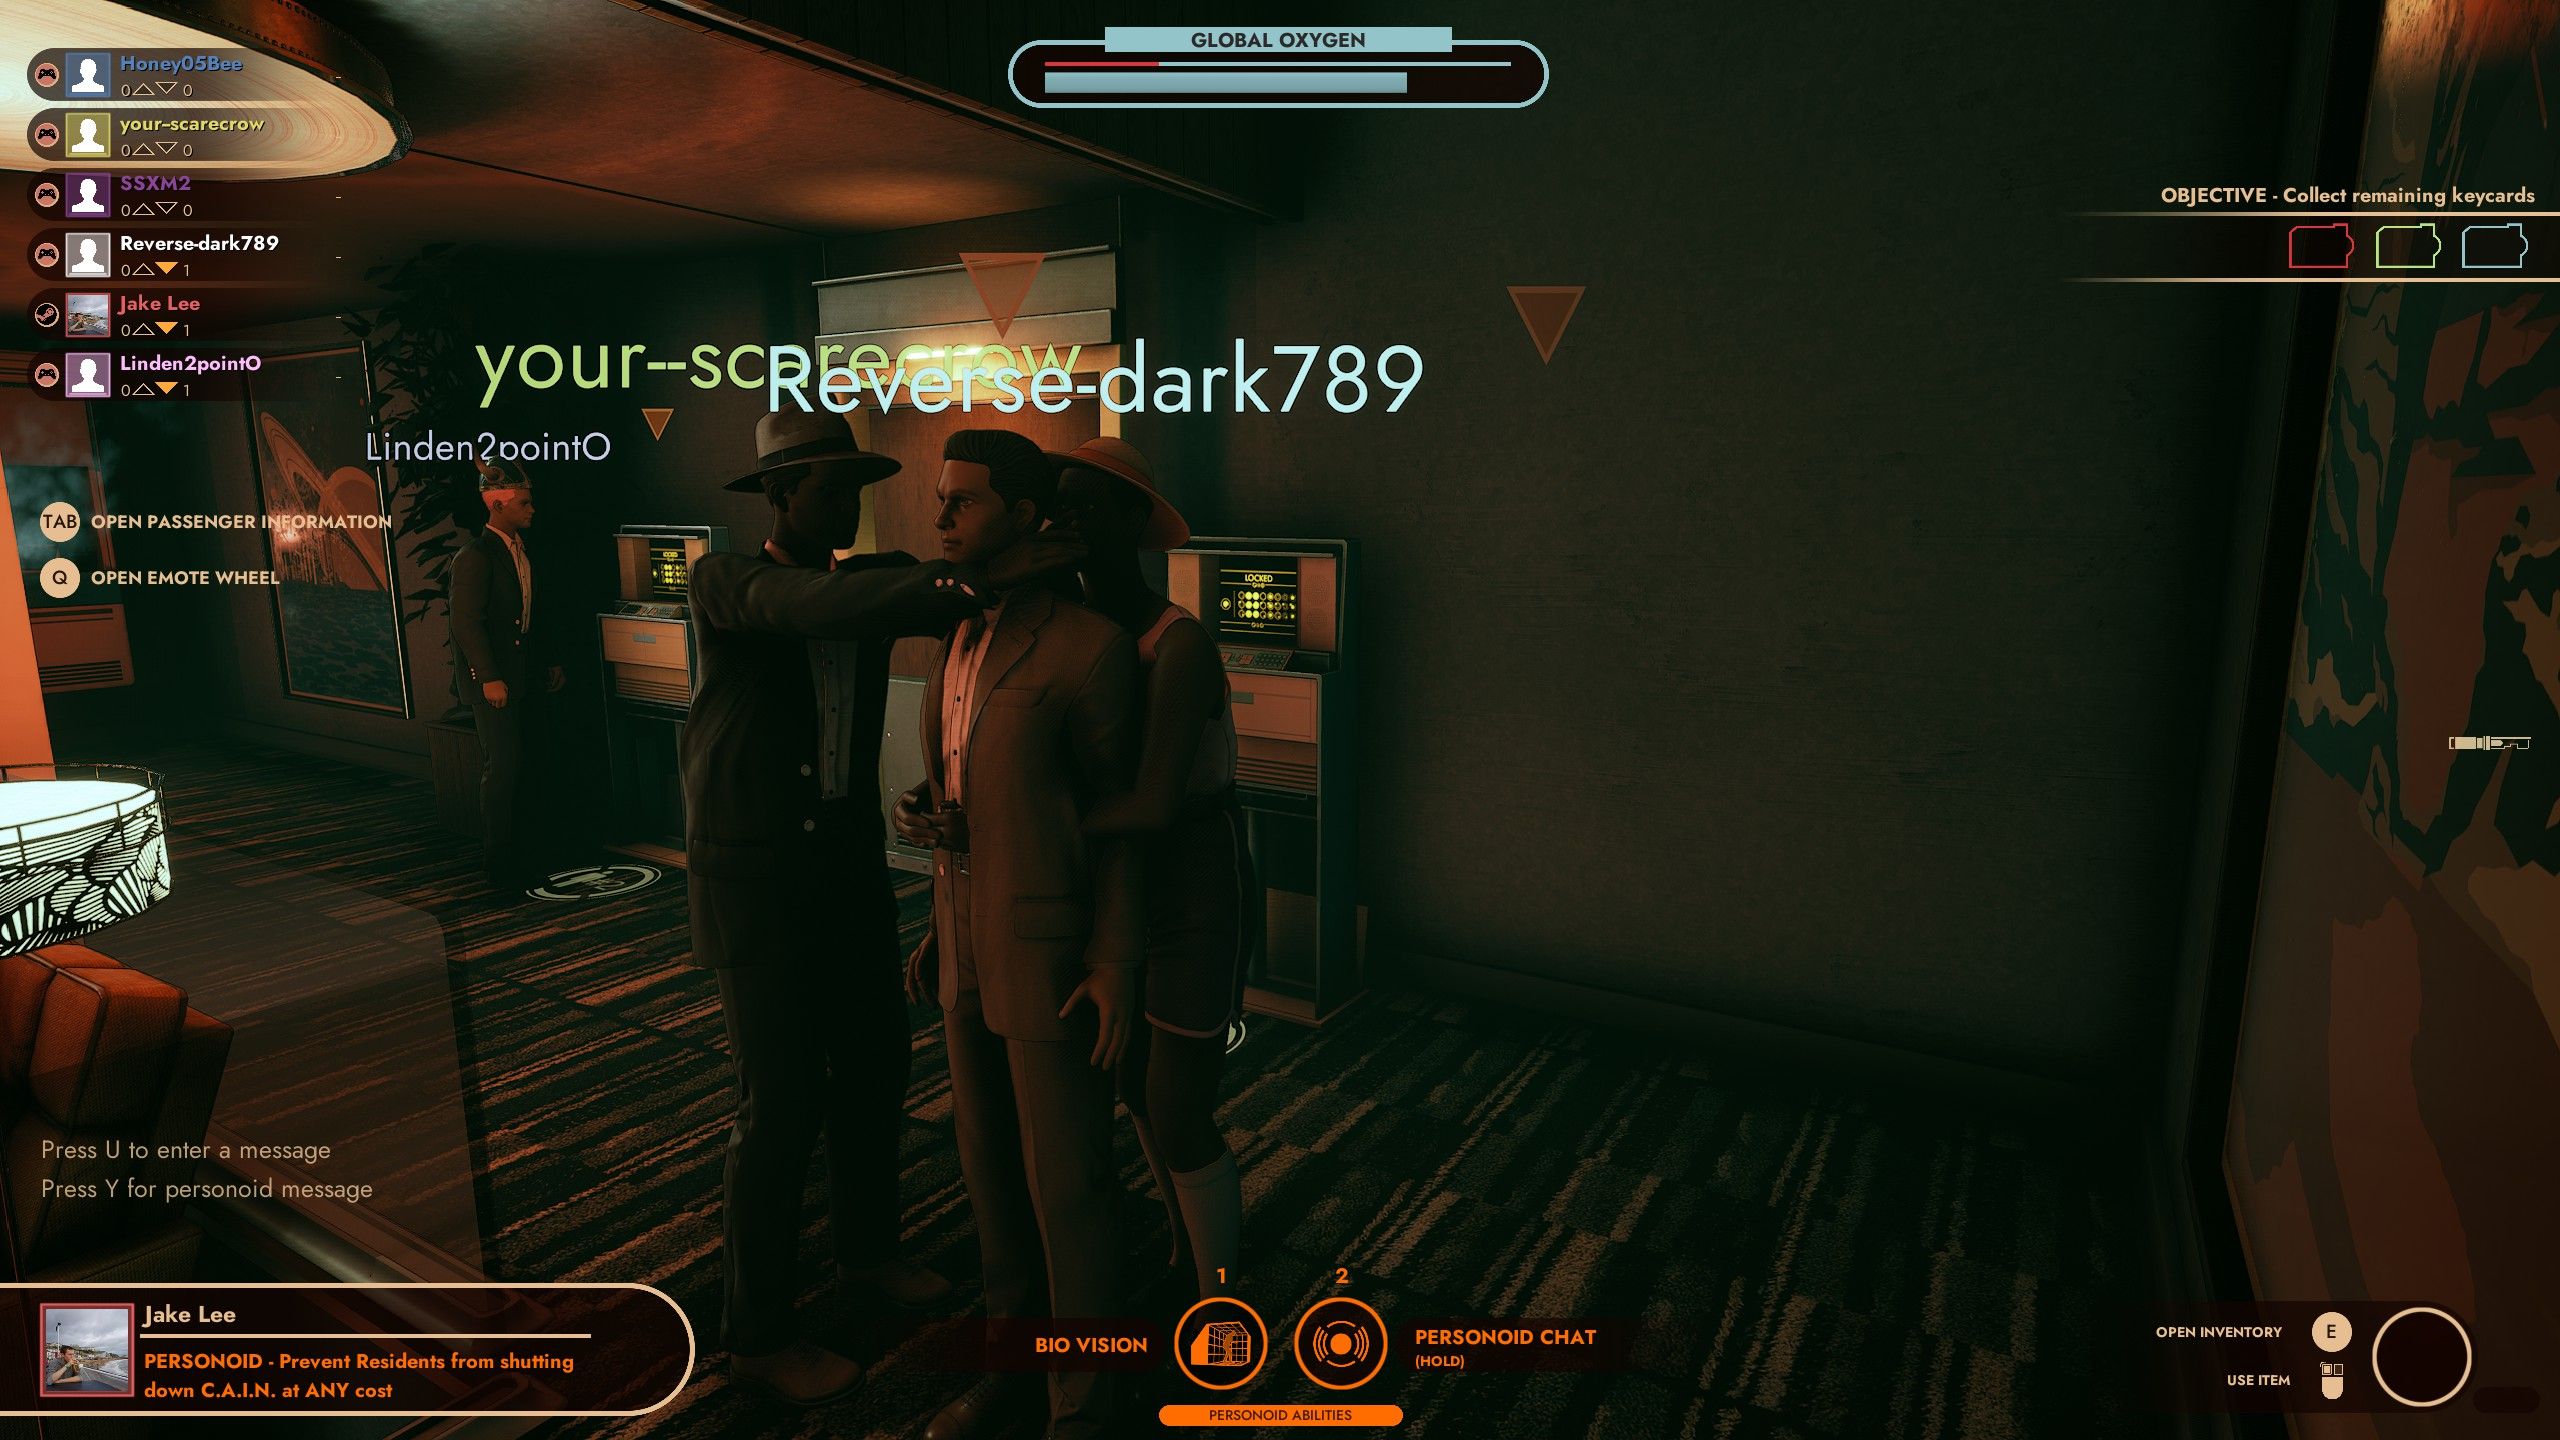 GLOBAL OXYGEN
Honey05Bee
0 0
your--scarecrow
0 0
SSXM2
0 0
Reverse-dark789
0 1
Jake Lee
0 1
Linden2pointO
0 1
OBJECTIVE - Collect remaining keycards
your--scarecrow
Reverse-dark789
Linden2pointO
TAB OPEN PASSENGER INFORMATION
Q OPEN EMOTE WHEEL
LOCKED
LOCKED
Press U to enter a message
Press Y for personoid message
Jake Lee
PERSONOID - Prevent Residents from shutting
down C.A.I.N. at ANY cost
1 2
BIO VISION
PERSONOID CHAT
(HOLD)
PERSONOID ABILITIES
OPEN INVENTORY E
USE ITEM